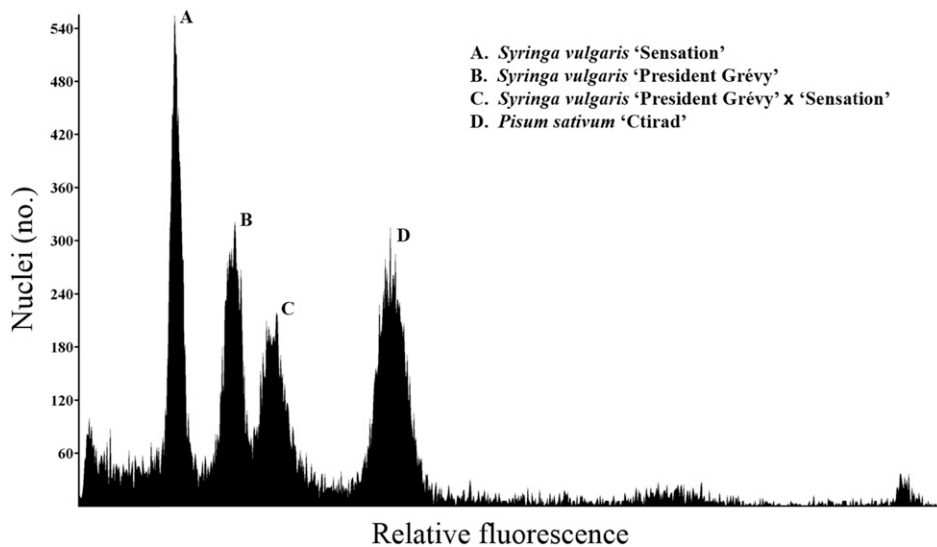 A
540
A. Syringa vulgaris ‘Sensation’
B. Syringa vulgaris ‘President Grévy’
480
C. Syringa vulgaris ‘President Grévy’ x ‘Sensation’
D. Pisum sativum ‘Ctirad’
420
360
B
D
300
240
C
180
120
60
Nuclei (no.)
Relative fluorescence